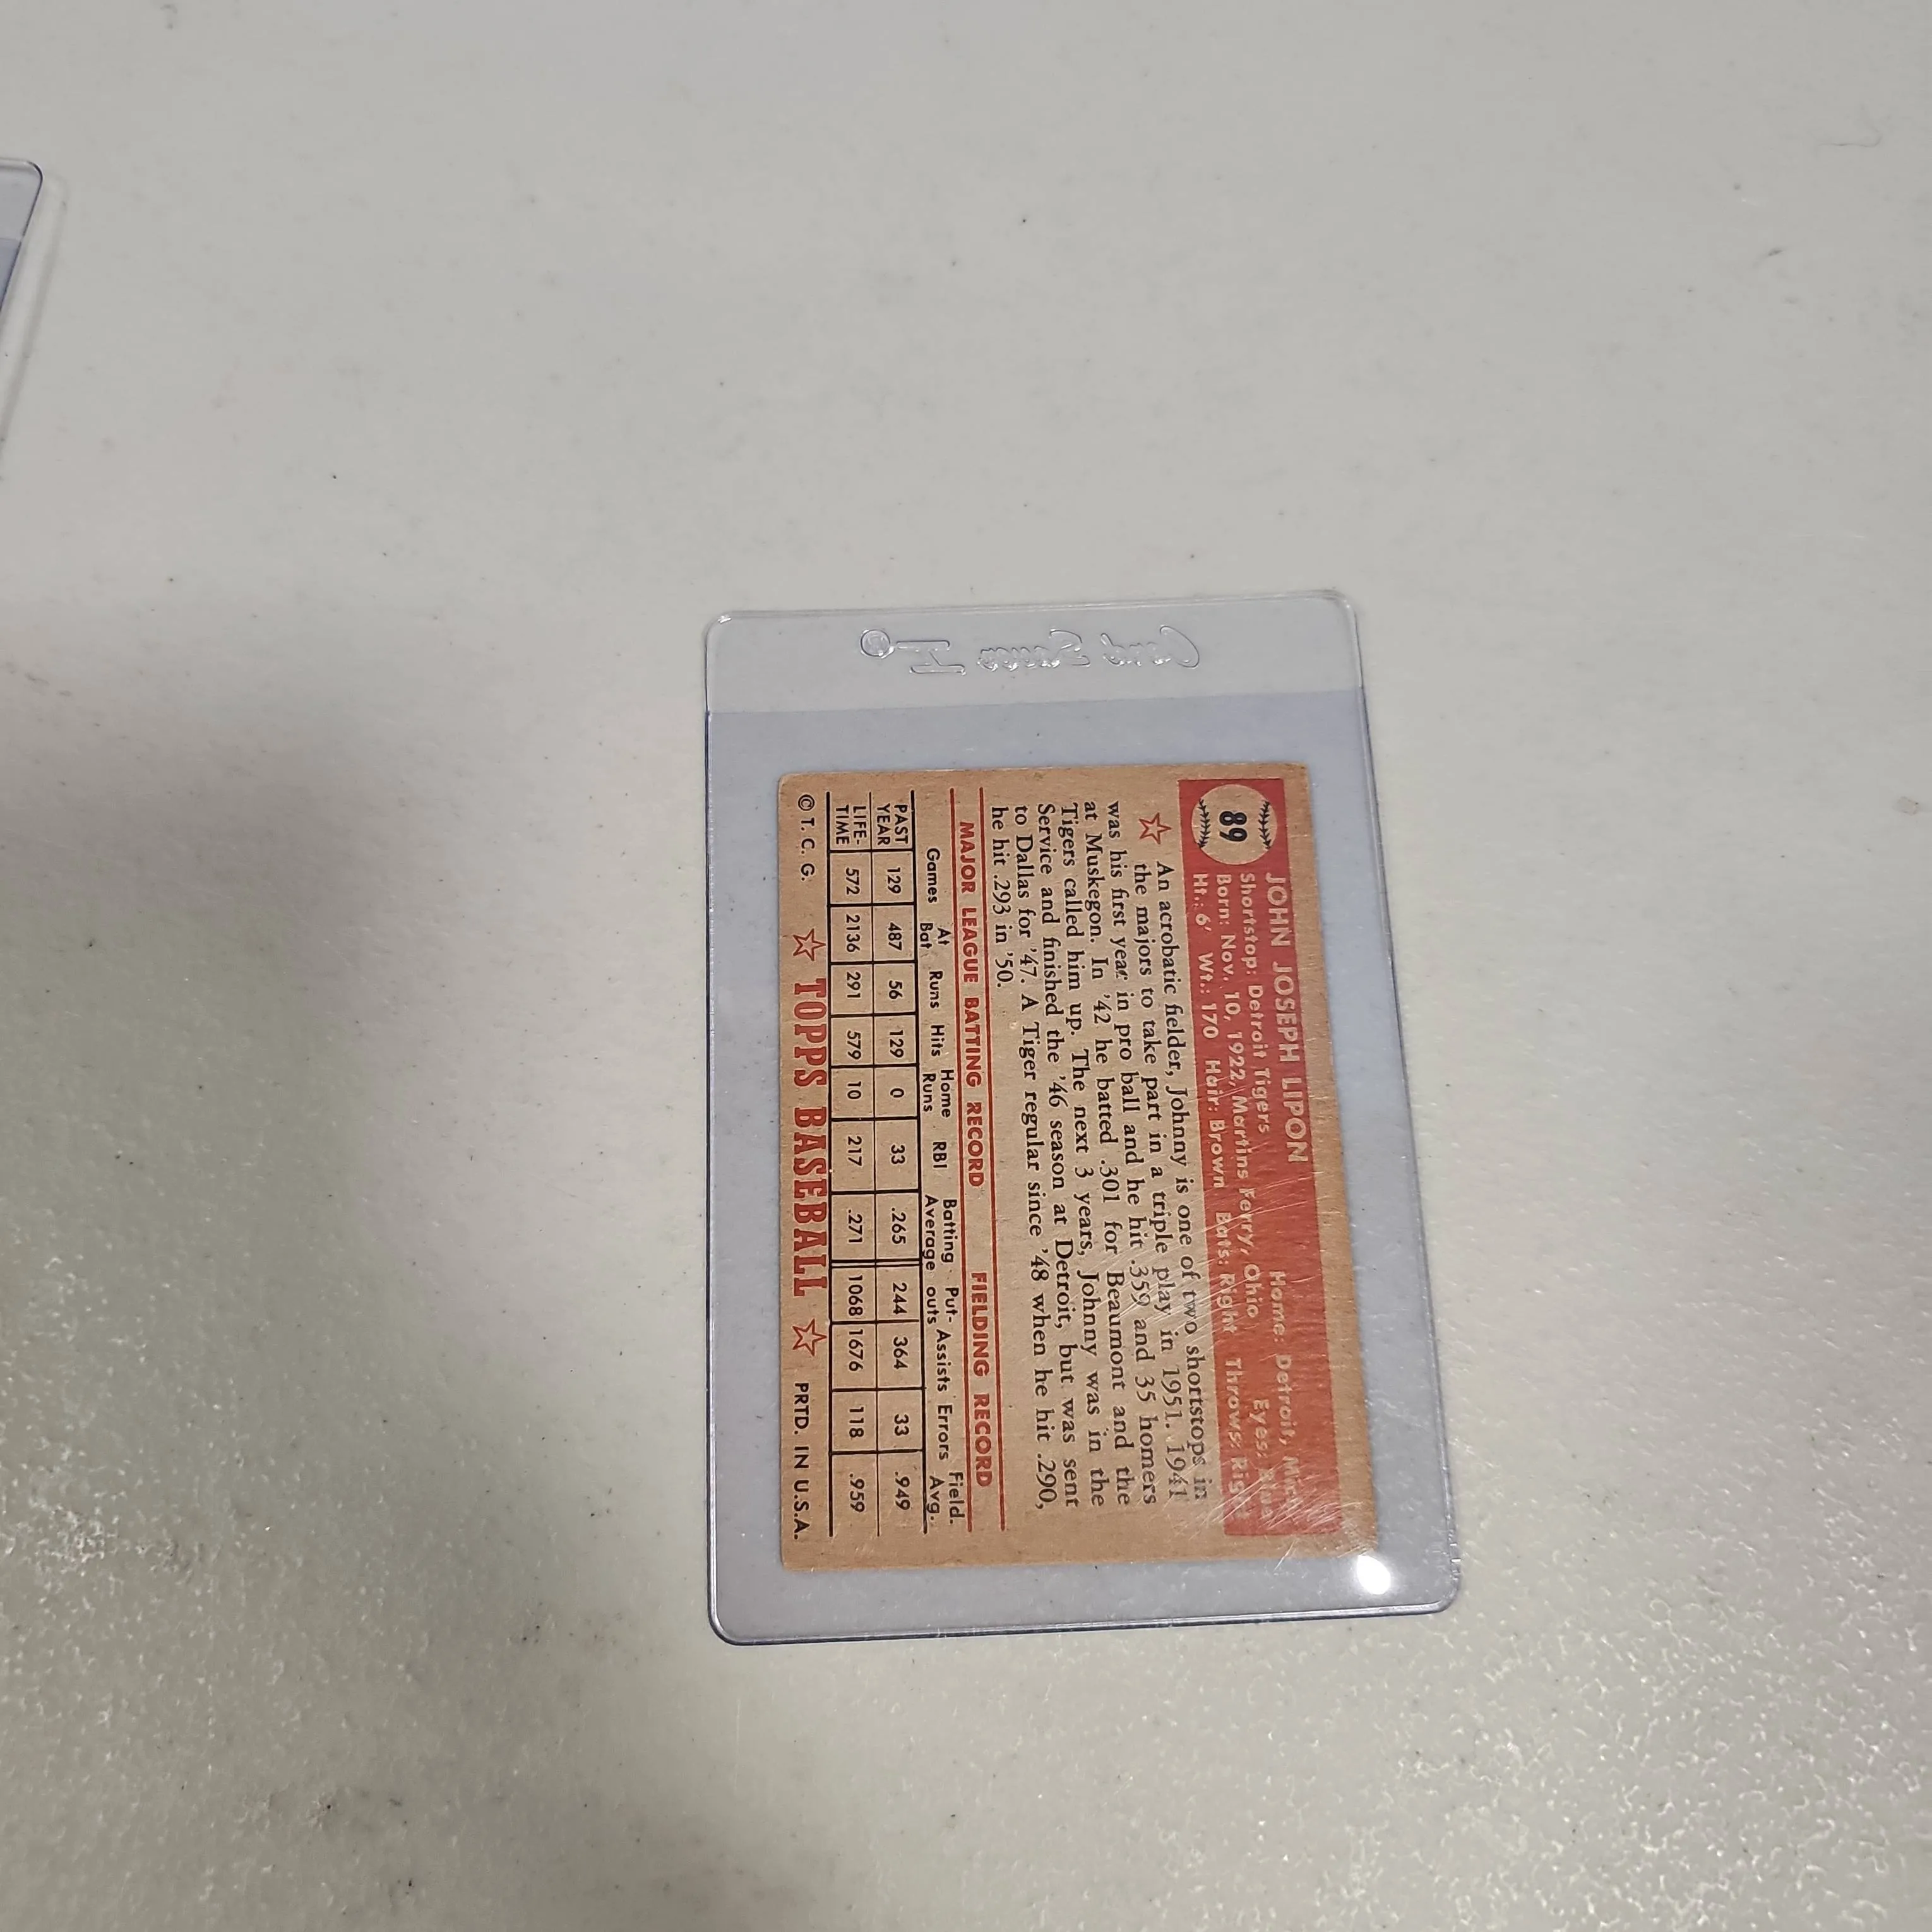 89
JOHN JOSEPH LIPON Home: Detroit, Mich.
Shortstop: Detroit Tigers Eyes: Blue
Born: Nov. 10, 1922, Martins Ferry, Ohio
Ht.: 6' Wt.: 170 Hair: Brown Bats: Right Throws: Right
An acrobatic fielder, Johnny is one of two shortstops in
the majors to take part in a triple play in 1951. 1941
was his first year in pro ball and he hit .359 and 35 homers
at Muskegon. In '42 he batted .301 for Beaumont and the
Tigers called him up. The next 3 years, Johnny was in the
Service and finished the '46 season at Detroit, but was sent
to Dallas for '47. A Tiger regular since '48 when he hit .290,
he hit .293 in '50.
MAJOR LEAGUE BATTING RECORD FIELDING RECORD
Games At Bat Runs Hits Home Runs RBI Batting Average Put-outs Assists Errors Field. Avg.
PAST YEAR 129 487 56 129 0 33 .265 244 364 33 .949
LIFE-TIME 572 2136 291 579 10 217 .271 1068 1676 118 .959
© T. C. G. TOPPS BASEBALL PRTD. IN U.S.A.